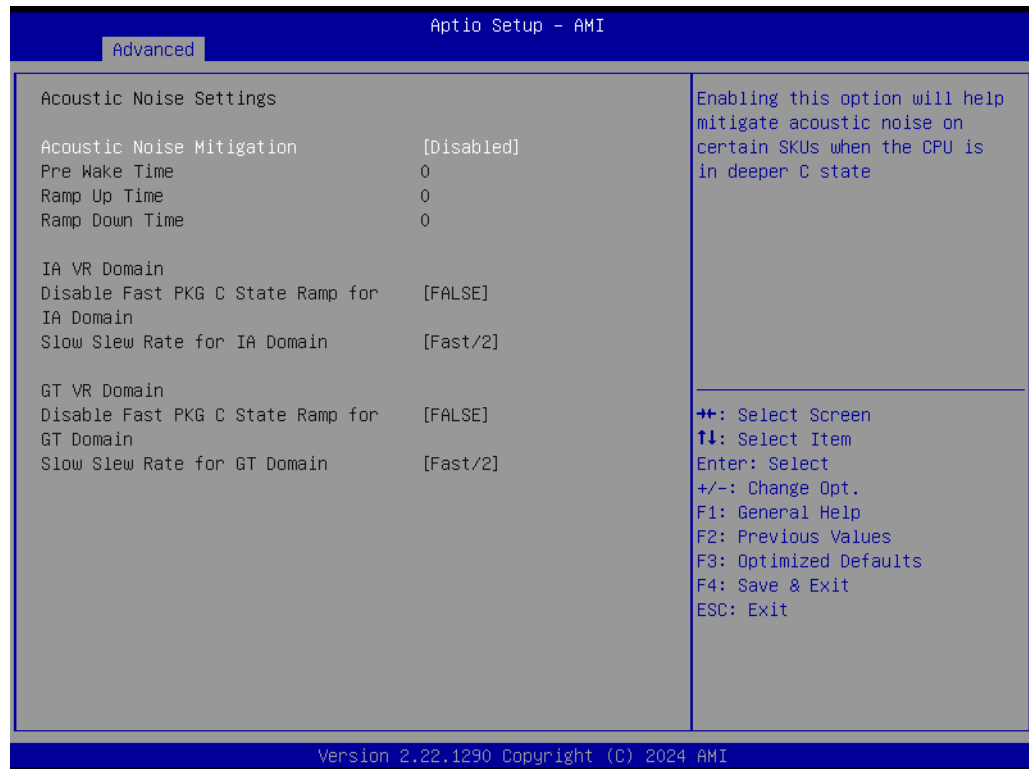 Aptio Setup – AMI
Advanced
Acoustic Noise Settings
Acoustic Noise Mitigation [Disabled]
Pre Wake Time 0
Ramp Up Time 0
Ramp Down Time 0
IA VR Domain
Disable Fast PKG C State Ramp for [FALSE]
IA Domain
Slow Slew Rate for IA Domain [Fast/2]
GT VR Domain
Disable Fast PKG C State Ramp for [FALSE]
GT Domain
Slow Slew Rate for GT Domain [Fast/2]
Enabling this option will help
mitigate acoustic noise on
certain SKUs when the CPU is
in deeper C state
→←: Select Screen
↑↓: Select Item
Enter: Select
+/-: Change Opt.
F1: General Help
F2: Previous Values
F3: Optimized Defaults
F4: Save & Exit
ESC: Exit
Version 2.22.1290 Copyright (C) 2024 AMI